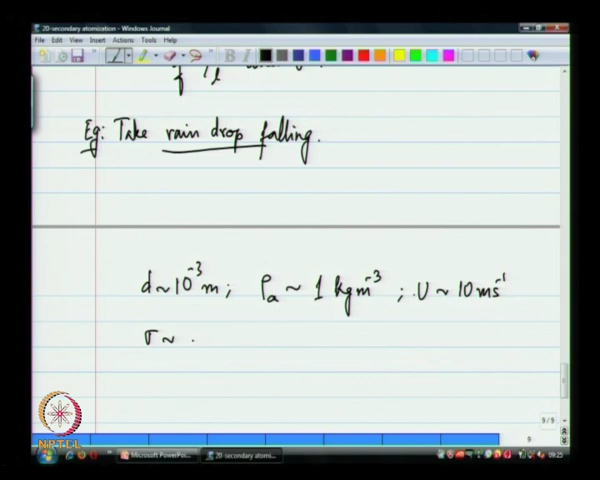 20-secondary atomization - Windows Journal
File Edit View Insert Actions Tools Help
Eg: Take rain drop falling.
d ~ 10⁻³ m; ρₐ ~ 1 kg m⁻³; U ~ 10 ms⁻¹
σ ~
9/9
9
NPTEL
Microsoft PowerPoi...
20-secondary atomi...
09:25